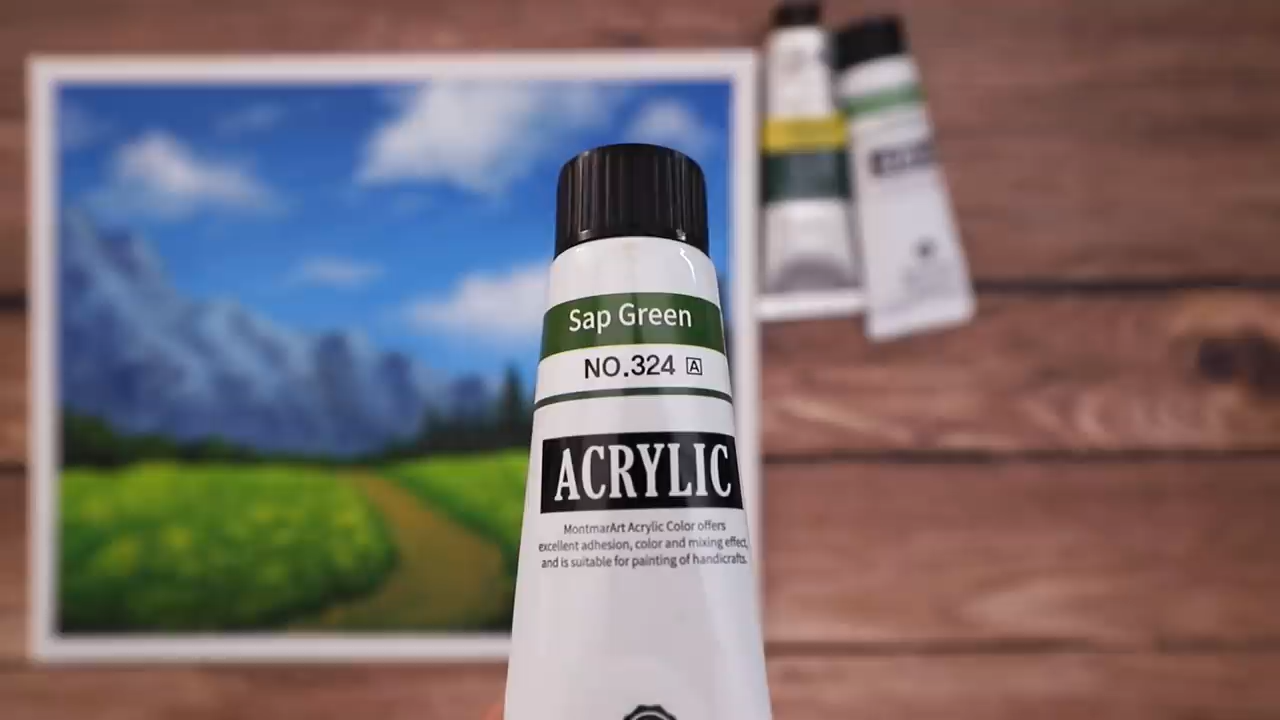 Sap Green
NO.324 A
ACRYLIC
MontmarArt Acrylic Color offers
excellent adhesion, color and mixing effect,
and is suitable for painting of handicrafts.